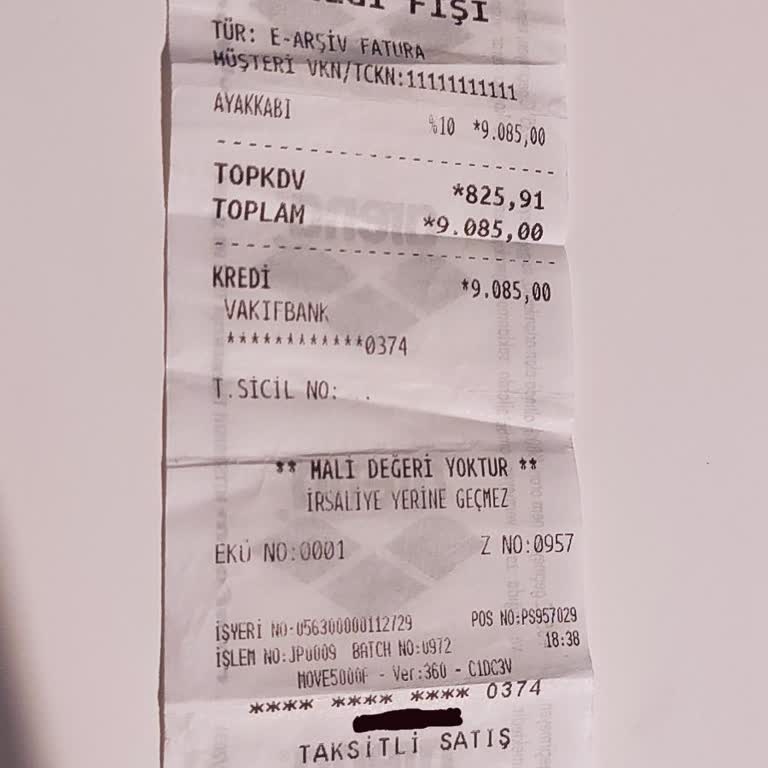 FİŞİ
TÜR: E-ARŞİV FATURA
MÜŞTERİ VKN/TCKN:11111111111
AYAKKABI %10 *9.085,00
TOPKDV *825,91
TOPLAM *9.085,00
KREDİ *9.085,00
VAKIFBANK
************0374
T.SİCİL NO: .
** MALİ DEĞERİ YOKTUR **
İRSALİYE YERİNE GEÇMEZ
EKÜ NO:0001 Z NO:0957
İŞYERİ NO:056300000112729 POS NO:PS957029
İŞLEM NO:JP0009 BATCH NO:0972 18:38
MOVE5000F - Ver:360 - C1DC3V
**** **** **** 0374
TAKSİTLİ SATIŞ